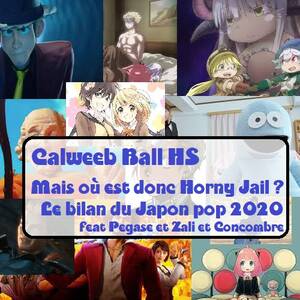 Calweeb Ball HS
Mais où est donc Horny Jail ?
Le bilan du Japon pop 2020
feat Pegase et Zali et Concombre